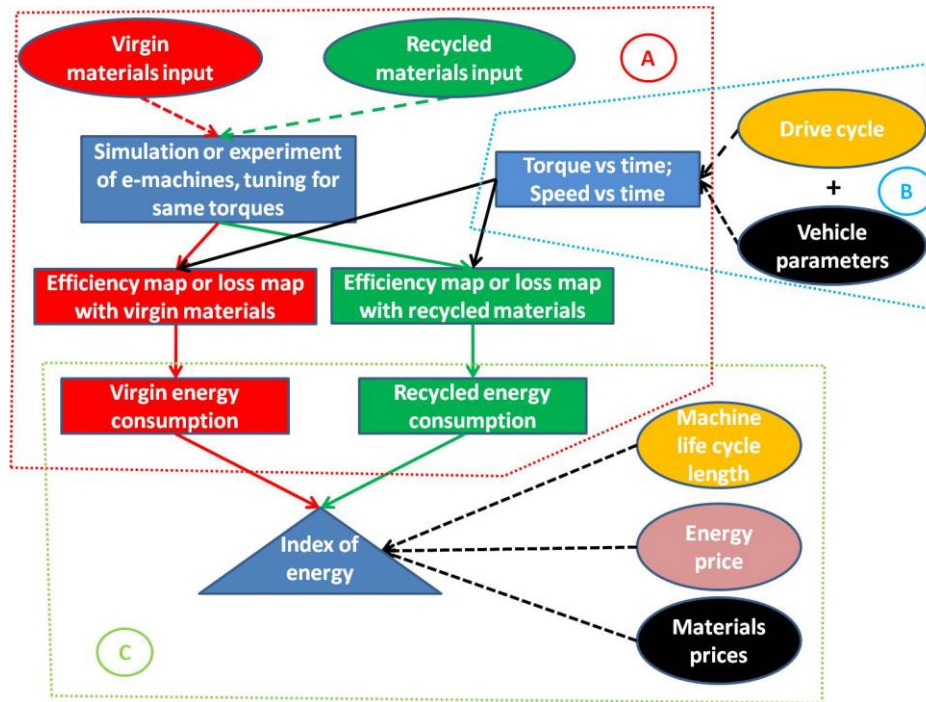 Virgin
materials input
Recycled
materials input
A
Drive cycle
+
B
Vehicle
parameters
Simulation or experiment
of e-machines, tuning for
same torques
Torque vs time;
Speed vs time
Efficiency map or loss map
with virgin materials
Efficiency map or loss map
with recycled materials
Virgin energy
consumption
Recycled energy
consumption
Machine
life cycle
length
Index of
energy
Energy
price
Materials
prices
C